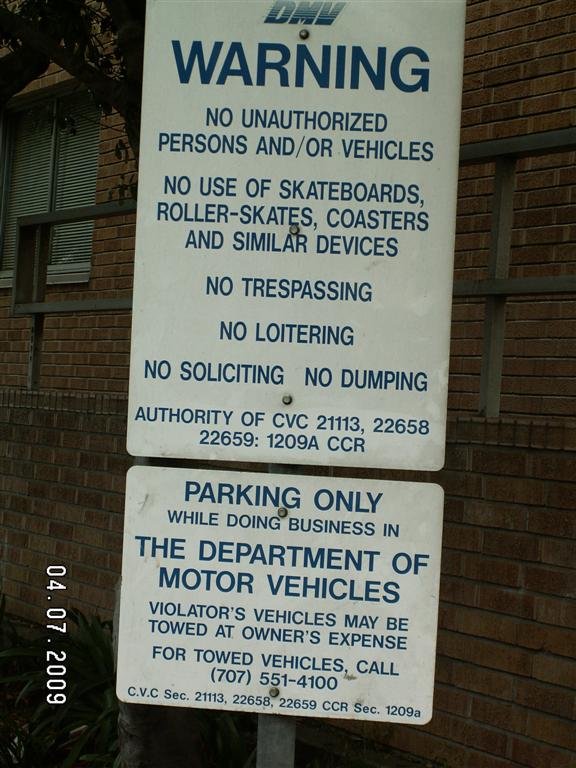 DMV
WARNING
NO UNAUTHORIZED
PERSONS AND/OR VEHICLES
NO USE OF SKATEBOARDS,
ROLLER-SKATES, COASTERS
AND SIMILAR DEVICES
NO TRESPASSING
NO LOITERING
NO SOLICITING NO DUMPING
AUTHORITY OF CVC 21113, 22658
22659: 1209A CCR
PARKING ONLY
WHILE DOING BUSINESS IN
THE DEPARTMENT OF
MOTOR VEHICLES
VIOLATOR'S VEHICLES MAY BE
TOWED AT OWNER'S EXPENSE
FOR TOWED VEHICLES, CALL
(707) 551-4100
C.V.C Sec. 21113, 22658, 22659 CCR Sec. 1209a
04.07.2009